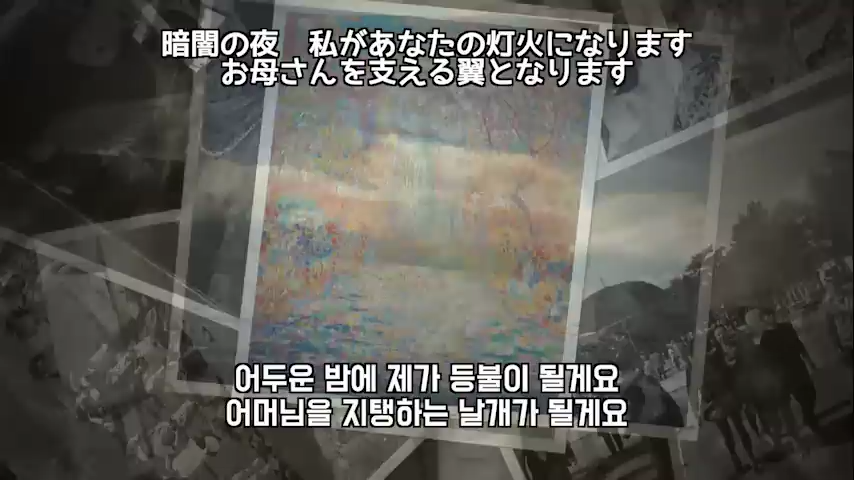 暗闇の夜　私があなたの灯火になります
お母さんを支える翼となります
어두운 밤에 제가 등불이 될게요
어머님을 지탱하는 날개가 될게요